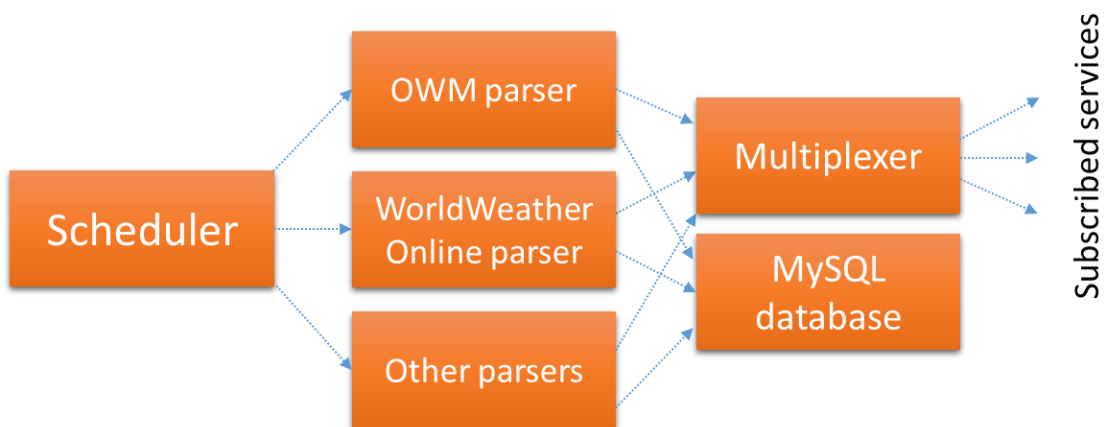 Scheduler
OWM parser
WorldWeather
Online parser
Other parsers
Multiplexer
MySQL
database
Subscribed services